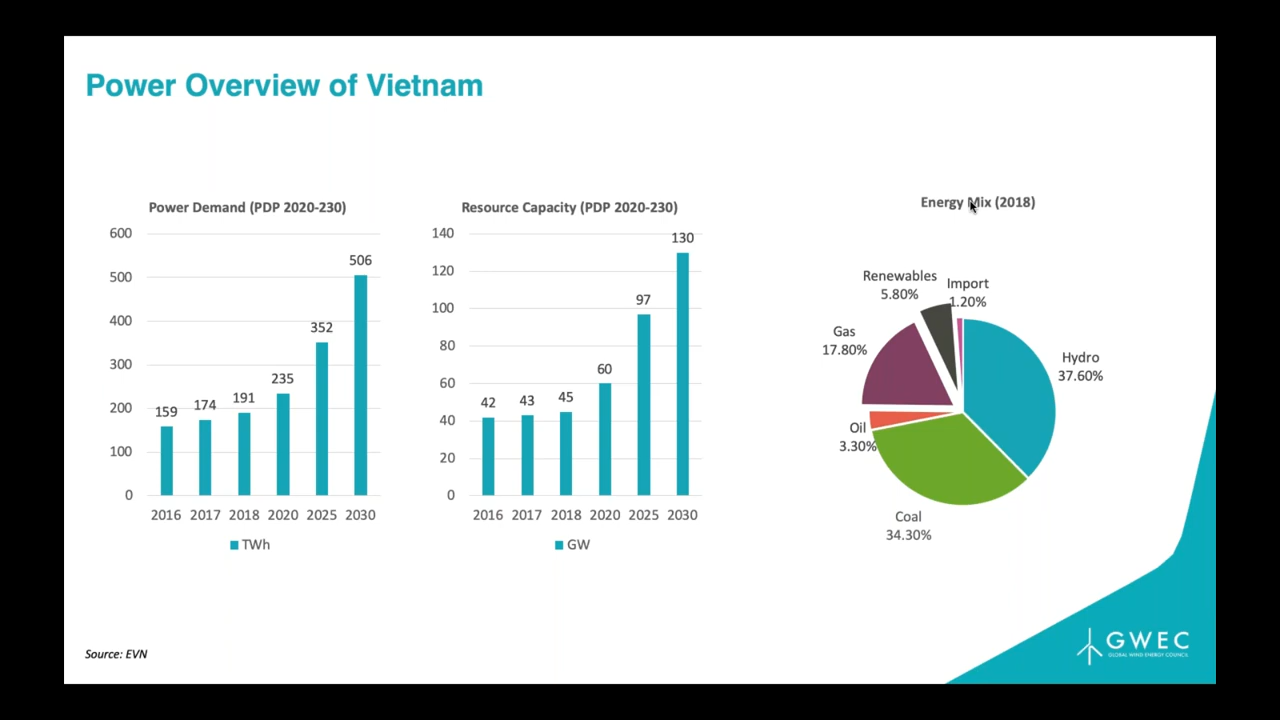 Power Overview of Vietnam
Power Demand (PDP 2020-230)
600
500
400
300
200
100
0
159
174
191
235
352
506
2016 2017 2018 2020 2025 2030
TWh
Resource Capacity (PDP 2020-230)
140
120
100
80
60
40
20
0
42
43
45
60
97
130
2016 2017 2018 2020 2025 2030
GW
Energy Mix (2018)
Renewables
5.80%
Import
1.20%
Gas
17.80%
Hydro
37.60%
Oil
3.30%
Coal
34.30%
Source: EVN
GWEC
GLOBAL WIND ENERGY COUNCIL